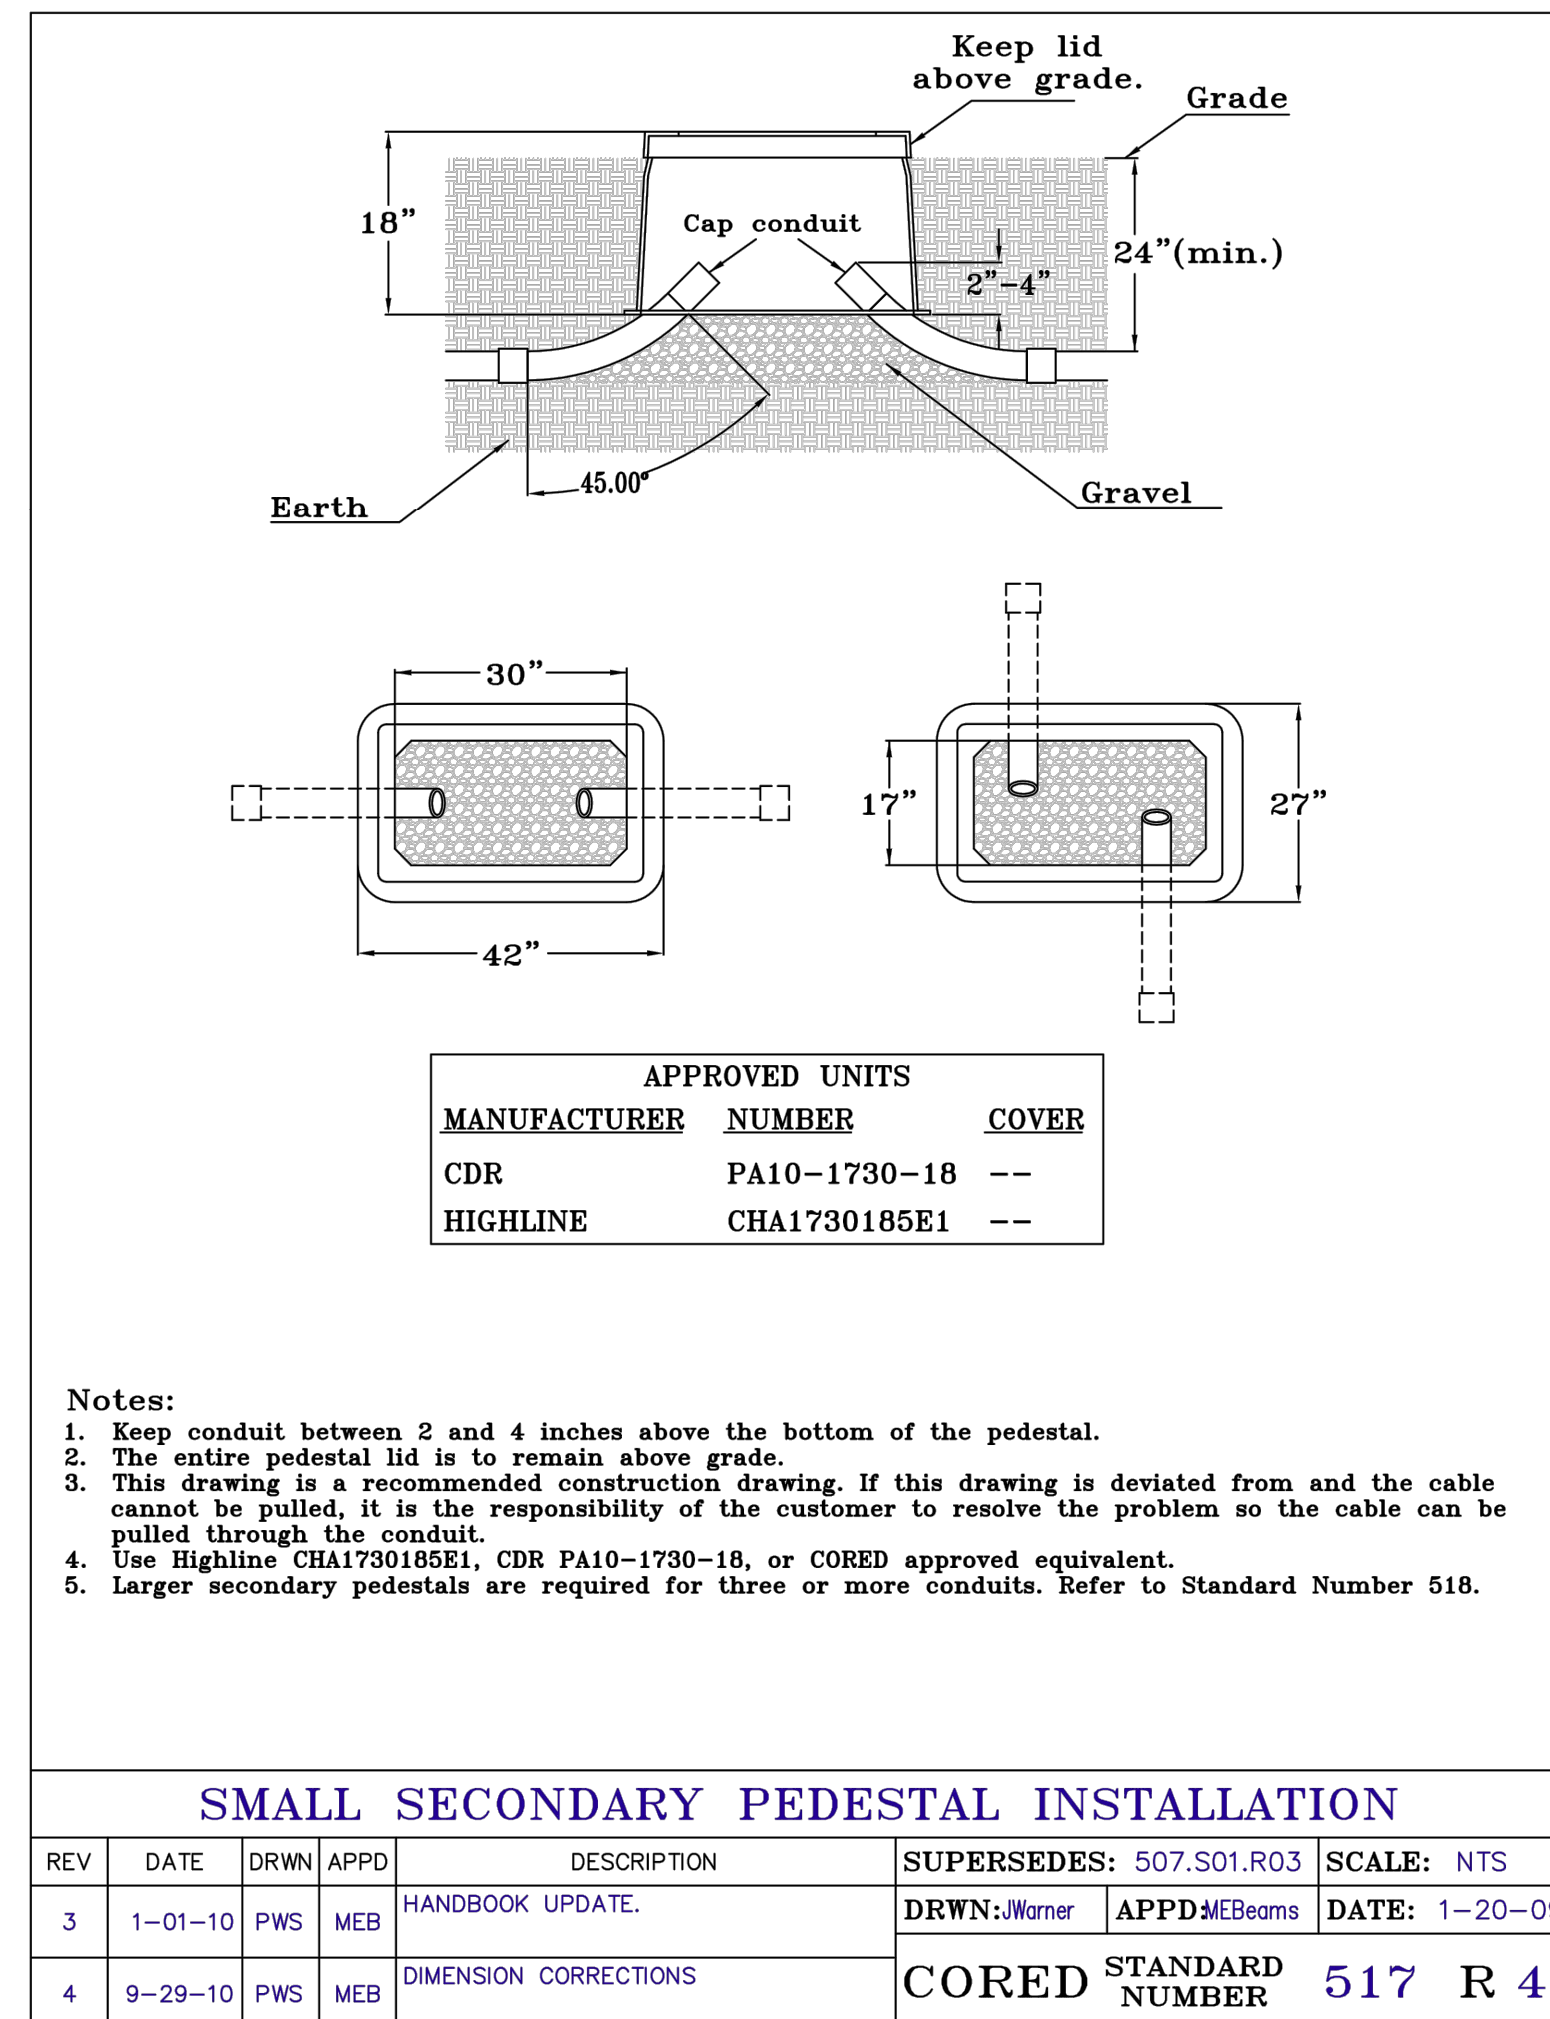 Keep lid
above grade.
Grade
18”
Cap conduit
24”(min.)
2”-4”
45.00°
Earth
Gravel
30”
17”
27”
42”
APPROVED UNITS
MANUFACTURER NUMBER COVER
CDR PA10-1730-18 --
HIGHLINE CHA1730185E1 --
Notes:
1. Keep conduit between 2 and 4 inches above the bottom of the pedestal.
2. The entire pedestal lid is to remain above grade.
3. This drawing is a recommended construction drawing. If this drawing is deviated from and the cable
cannot be pulled, it is the responsibility of the customer to resolve the problem so the cable can be
pulled through the conduit.
4. Use Highline CHA1730185E1, CDR PA10-1730-18, or CORED approved equivalent.
5. Larger secondary pedestals are required for three or more conduits. Refer to Standard Number 518.
SMALL SECONDARY PEDESTAL INSTALLATION
REV DATE DRWN APPD DESCRIPTION
3 1-01-10 PWS MEB HANDBOOK UPDATE.
4 9-29-10 PWS MEB DIMENSION CORRECTIONS
SUPERSEDES: 507.S01.R03 SCALE: NTS
DRWN:JWarner APPD:MEBeams DATE: 1-20-09
CORED STANDARD NUMBER 517 R 4